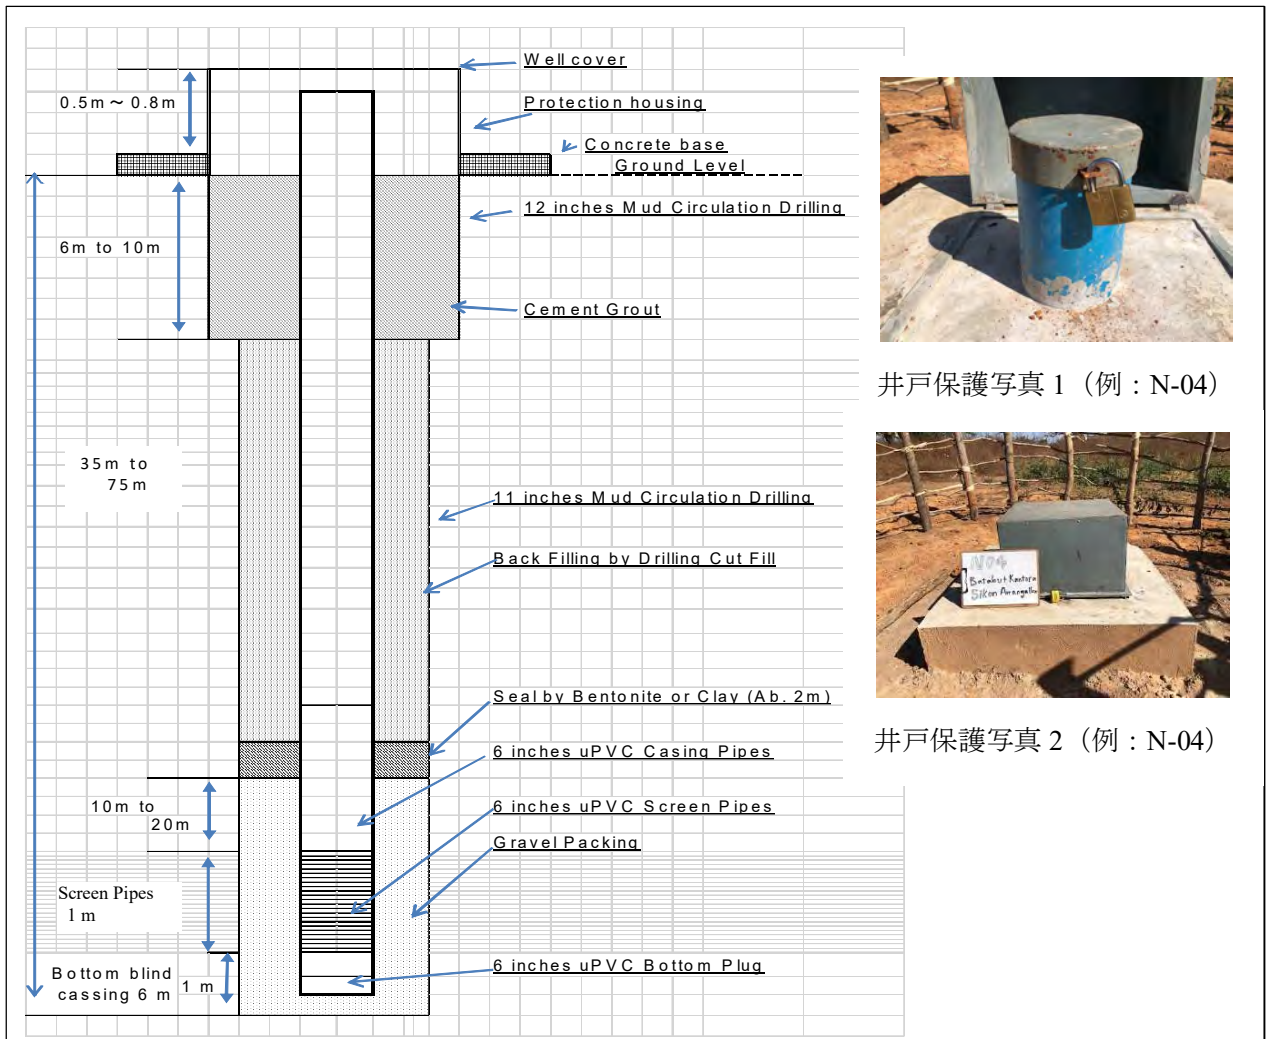 Well cover
0.5m～0.8m
Protection housing
Concrete base
Ground Level
12 inches Mud Circulation Drilling
6m to 10m
Cement Grout
35m to
75m
11 inches Mud Circulation Drilling
Back Filling by Drilling Cut Fill
Seal by Bentonite or Clay (Ab. 2m)
6 inches uPVC Casing Pipes
10m to
20m
6 inches uPVC Screen Pipes
Gravel Packing
Screen Pipes
1 m
Bottom blind
cassing 6 m
1 m
6 inches uPVC Bottom Plug
井戸保護写真 1（例：N-04）
N04
井戸保護写真 2（例：N-04）